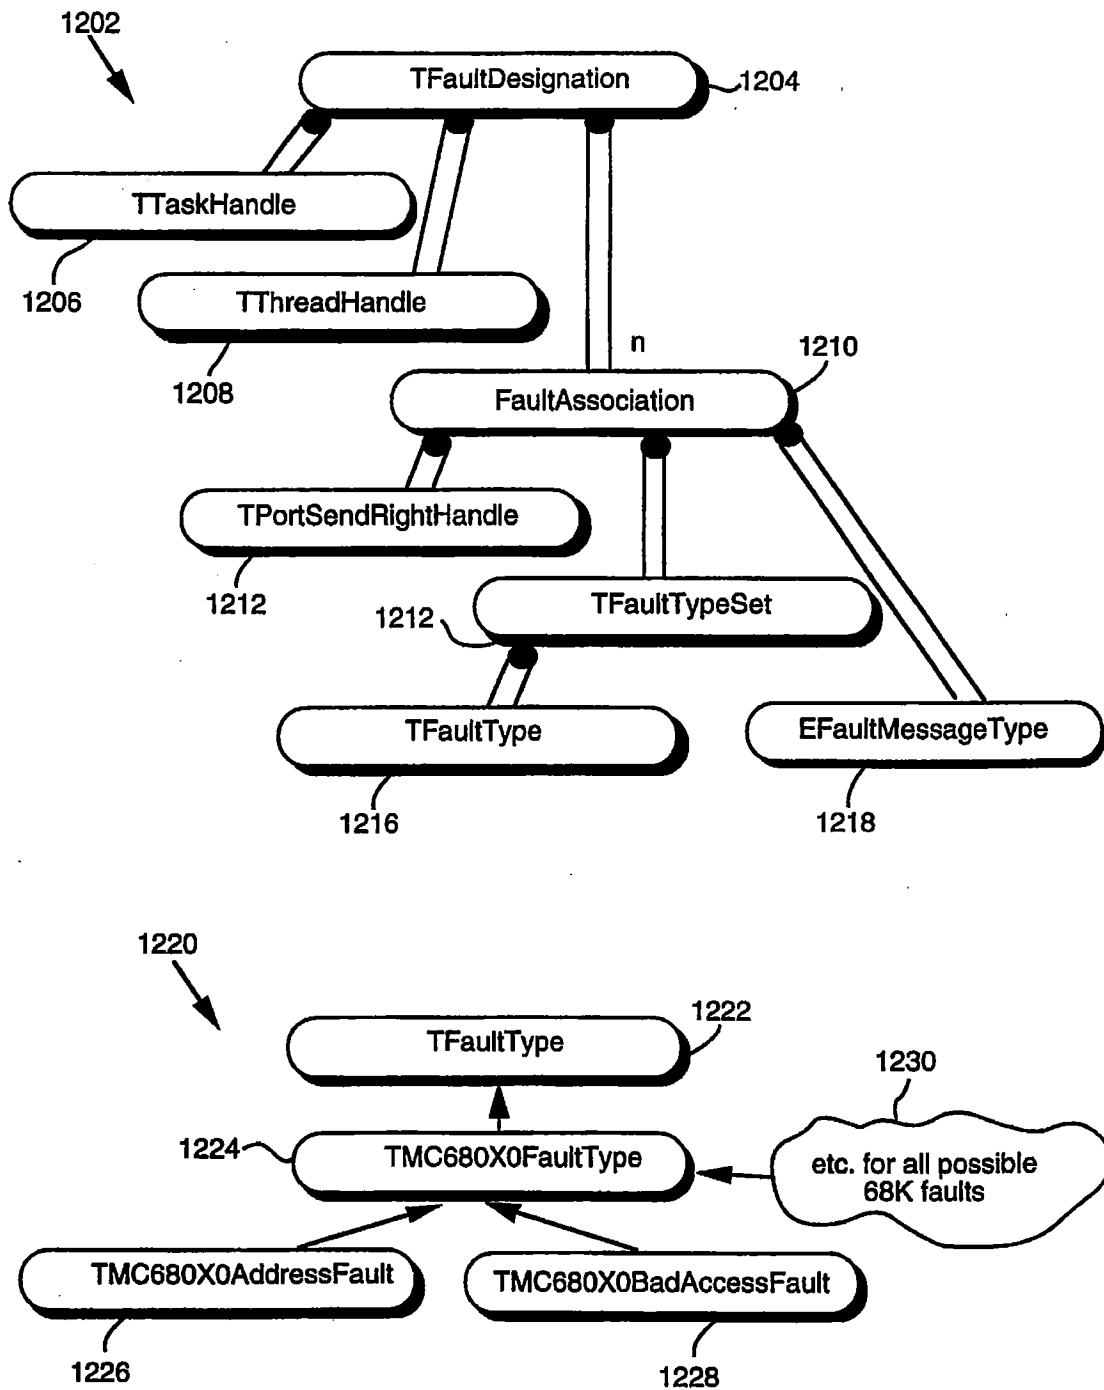 1202
TFaultDesignation
1204
TTaskHandle
1206
TThreadHandle
1208
n
1210
FaultAssociation
TPortSendRightHandle
1212
TFaultTypeSet
1212
TFaultType
1216
EFaultMessageType
1218
1220
TFaultType
1222
1230
1224
TMC680X0FaultType
etc. for all possible
68K faults
TMC680X0AddressFault
TMC680X0BadAccessFault
1226
1228